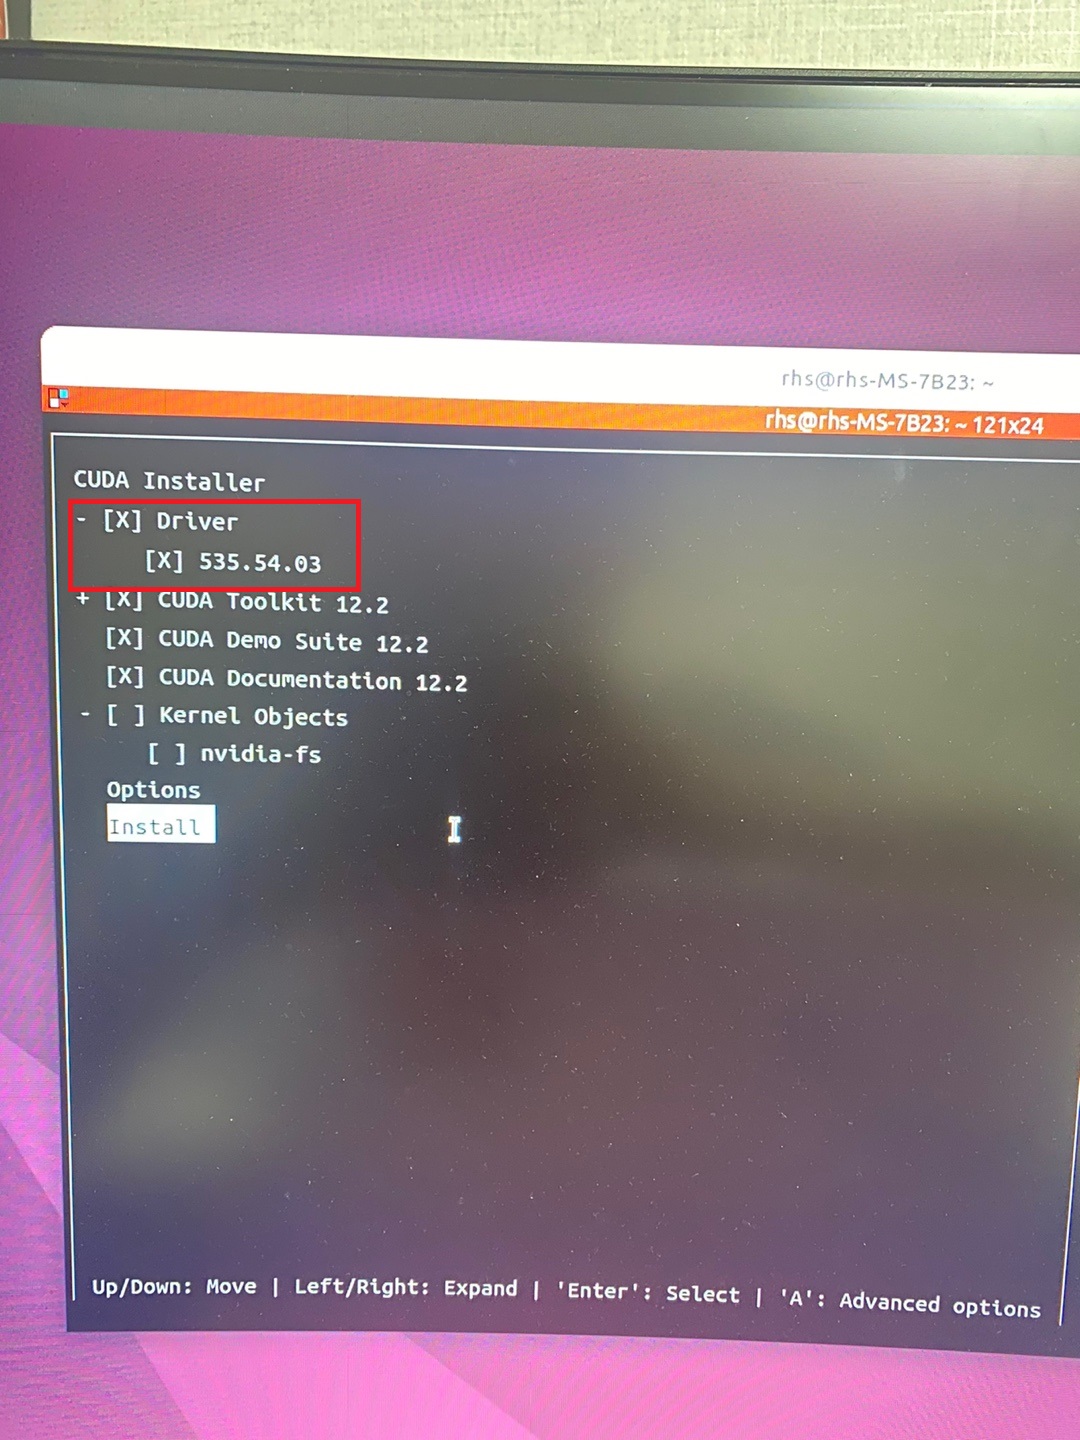 rhs@rhs-MS-7B23: ~
rhs@rhs-MS-7B23: ~ 121x24
CUDA Installer
- [X] Driver
[X] 535.54.03
+ [X] CUDA Toolkit 12.2
[X] CUDA Demo Suite 12.2
[X] CUDA Documentation 12.2
- [ ] Kernel Objects
[ ] nvidia-fs
Options
Install
Up/Down: Move | Left/Right: Expand | 'Enter': Select | 'A': Advanced options